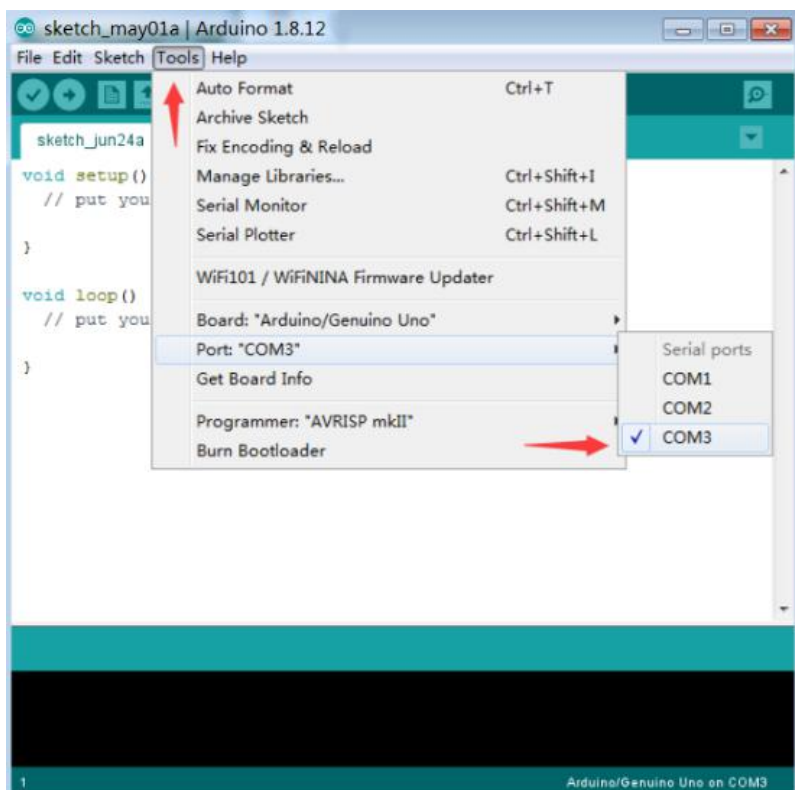 sketch_may01a | Arduino 1.8.12
File Edit Sketch Tools Help
Auto Format Ctrl+T
Archive Sketch
sketch_jun24a
Fix Encoding & Reload
void setup()
Manage Libraries... Ctrl+Shift+I
// put you
Serial Monitor Ctrl+Shift+M
Serial Plotter Ctrl+Shift+L
}
WiFi101 / WiFiNINA Firmware Updater
void loop()
// put you
Board: "Arduino/Genuino Uno"
Port: "COM3"
Serial ports
}
Get Board Info
COM1
COM2
Programmer: "AVRISP mkII"
COM3
Burn Bootloader
1 Arduino/Genuino Uno on COM3